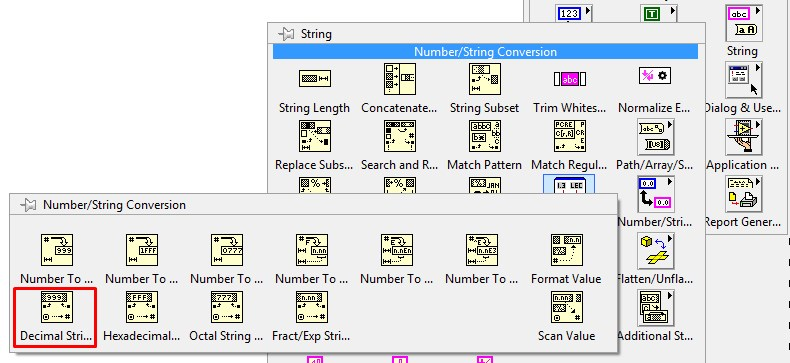 String
Number/String Conversion
String
String Length
Concatenate...
String Subset
Trim Whites...
Normalize E...
Dialog & Use...
Replace Subs...
Search and R...
Match Pattern
Match Regul...
Path/Array/S...
Application ...
Number/String Conversion
Number/Stri...
Report Gener...
Number To ...
Number To ...
Number To ...
Number To ...
Number To ...
Number To ...
Format Value
Flatten/Unfla...
Decimal Stri...
Hexadecimal...
Octal String ...
Fract/Exp Stri...
Scan Value
Additional St...